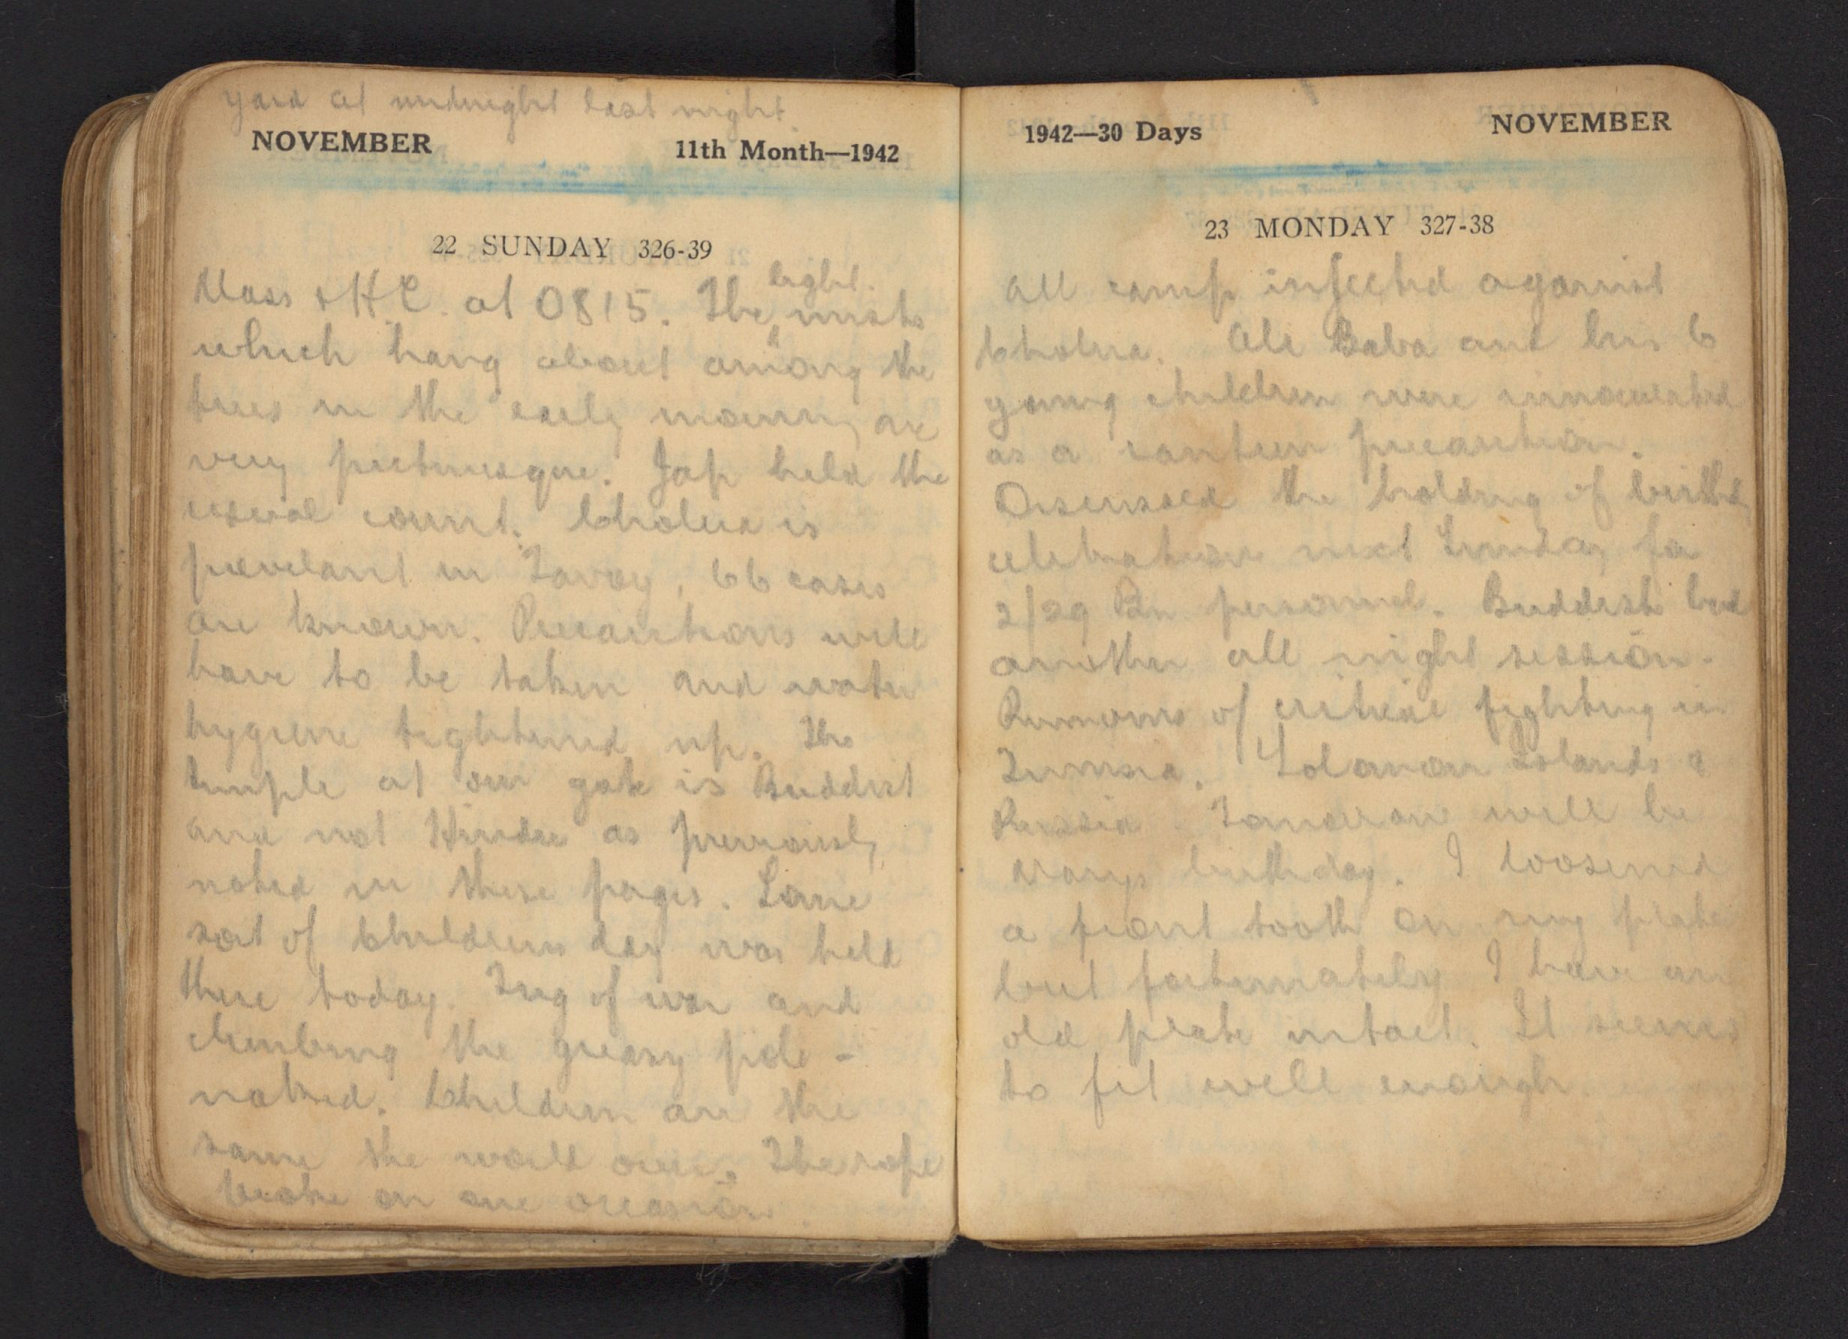 yard at midnight last night.
NOVEMBER 11th Month—1942
22 SUNDAY 326-39
light
Mass & H.C. at 0815. The mists
which hang about among the
trees in the early morning are
very picturesque. Jap held the
usual count. Cholera is
prevelant in Tavoy, 66 cases
are known. Precautions will
have to be taken and water
hygiene tightened up. The
temple at our gate is Buddist
and not Hindu as previously
noted in these pages. Some
sort of Childrens day was held
there today. Tug of war and
climbing the greasy pole -
naked. Children are the
same the world over. The rope
broke on one occasion.
1942—30 Days NOVEMBER
23 MONDAY 327-38
All camp injected against
Cholera. Ali Baba and his 6
young children were innoculated
as a canteen precaution.
Discussed the holding of birthday
celebration next Sunday for
2/29 Bn personnel. Buddists had
another all night session.
Rumours of critical fighting in
Tunisia, Solomon Islands &
Russia. Tomorrow will be
Marys birthday. I loosened
a front tooth on my plate
but fortunately I have an
old plate intact. It seems
to fit well enough.